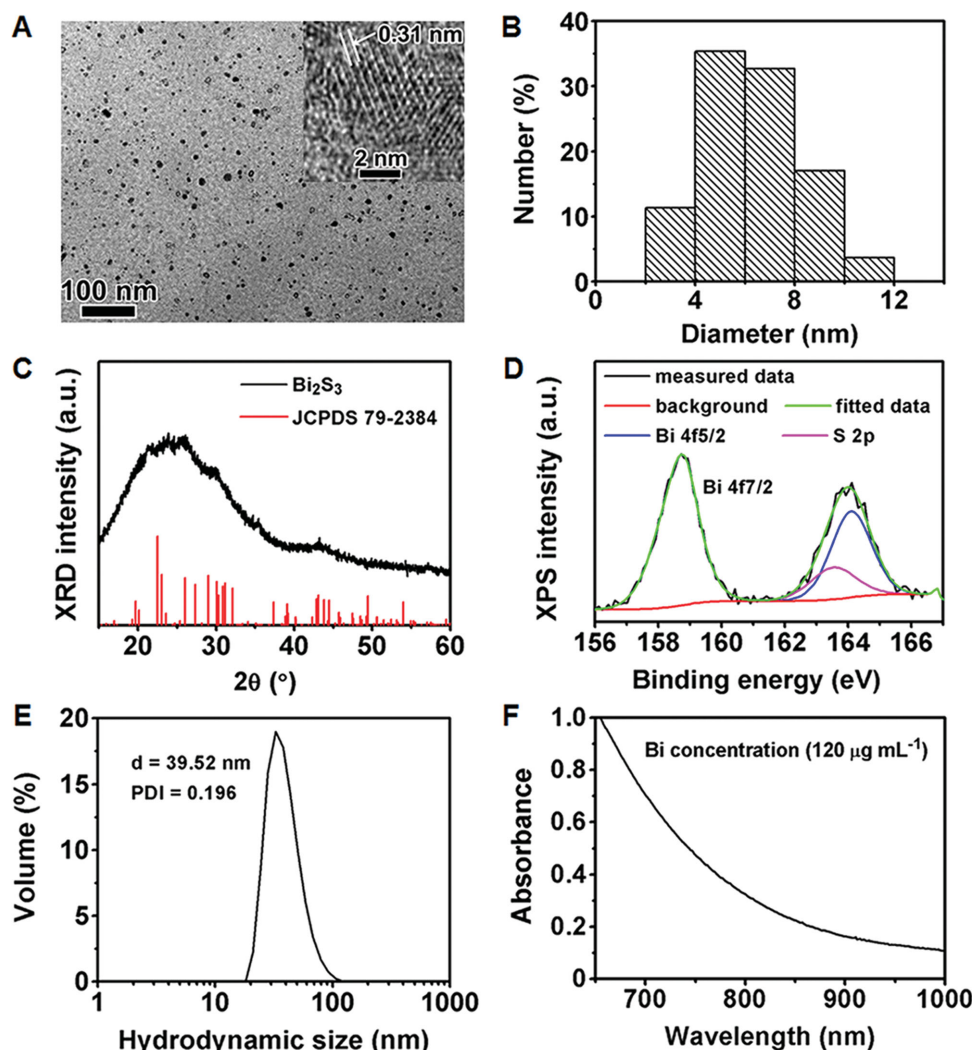 A
0.31 nm
2 nm
100 nm
B
Number (%)
40
30
20
10
0
0 4 8 12
Diameter (nm)
C
XRD intensity (a.u.)
Bi₂S₃
JCPDS 79-2384
20 30 40 50 60
2θ (°)
D
XPS intensity (a.u.)
measured data
background fitted data
Bi 4f5/2 S 2p
Bi 4f7/2
156 158 160 162 164 166
Binding energy (eV)
E
Volume (%)
20
15
10
5
0
d = 39.52 nm
PDI = 0.196
1 10 100 1000
Hydrodynamic size (nm)
F
Absorbance
1.0
0.8
0.6
0.4
0.2
0
Bi concentration (120 μg mL⁻¹)
700 800 900 1000
Wavelength (nm)